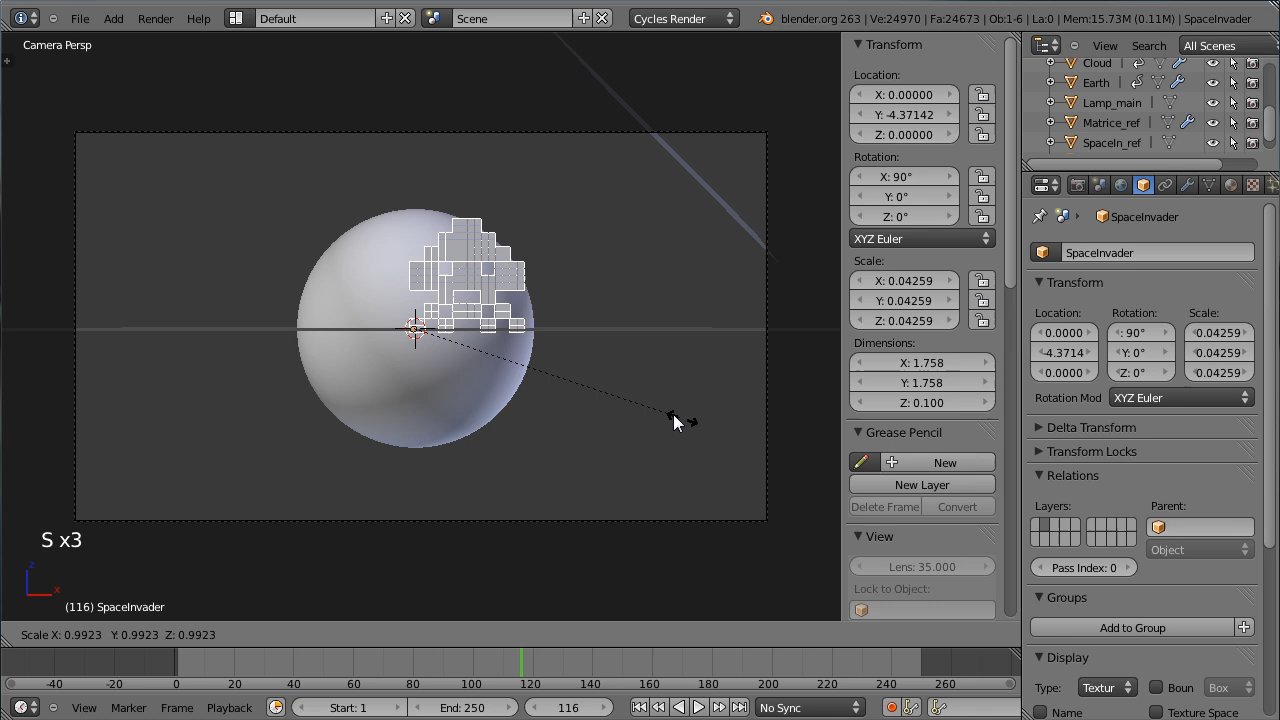 File Add Render Help Default Scene Cycles Render blender.org 263 | Ve:24970 | Fa:24673 | Ob:1-6 | La:0 | Mem:15.73M (0.11M) | SpaceInvader
Camera Persp
S x3
z
x
(116) SpaceInvader
Scale X: 0.9923 Y: 0.9923 Z: 0.9923
Transform
Location:
X: 0.00000
Y: -4.37142
Z: 0.00000
Rotation:
X: 90°
Y: 0°
Z: 0°
XYZ Euler
Scale:
X: 0.04259
Y: 0.04259
Z: 0.04259
Dimensions:
X: 1.758
Y: 1.758
Z: 0.100
Grease Pencil
New
New Layer
Delete Frame Convert
View
Lens: 35.000
Lock to Object:
View Search All Scenes
Cloud
Earth
Lamp_main
Matrice_ref
SpaceIn_ref
SpaceInvader
SpaceInvader
Transform
Location: Rotation: Scale:
0.0000 : 90° 0.04259
-4.3714 Y: 0° 0.04259
0.0000 Z: 0° 0.04259
Rotation Mod XYZ Euler
Delta Transform
Transform Locks
Relations
Layers: Parent:
Object
Pass Index: 0
Groups
Add to Group
Display
Type: Textur Boun Box
Name Texture Space
-40 -20 0 20 40 60 80 100 120 140 160 180 200 220 240 260
View Marker Frame Playback Start: 1 End: 250 116 No Sync